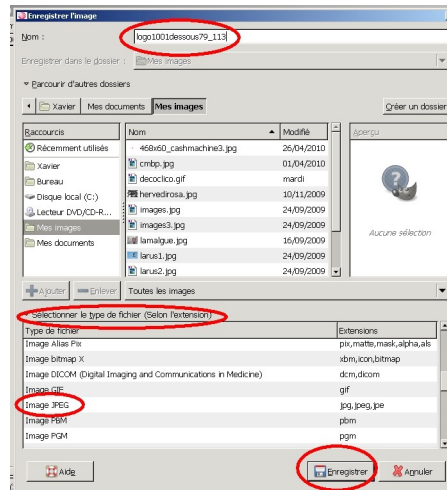 Enregistrer l'image
Nom :
logo1001dessous79_113
Enregistrer dans le dossier :
Mes images
Parcourir d'autres dossiers
Xavier Mes documents Mes images Créer un dossier
Raccourcis Nom Modifié Aperçu
Récemment utilisés
Xavier
Bureau
Disque local (C:)
Lecteur DVD/CD-R...
Mes images
Mes documents
468x60_cashmachine3.jpg 26/04/2010
cmbp.jpg 01/04/2010
decoclico.gif mardi
hervedirosa.jpg 10/11/2009
images.jpg 24/09/2009
images3.jpg 24/09/2009
lamalgue.jpg 16/09/2009
larus1.jpg 24/09/2009
larus2.jpg 24/09/2009
Aucune sélection
Ajouter Enlever Toutes les images
Sélectionner le type de fichier (Selon l'extension)
Type de fichier Extensions
Image Alias Pix pix,matte,mask,alpha,als
Image bitmap X xbm,icon,bitmap
Image DICOM (Digital Imaging and Communications in Medicine) dcm,dicom
Image GIF gif
Image JPEG jpg,jpeg,jpe
Image PBM pbm
Image PGM pgm
Aide Enregistrer Annuler